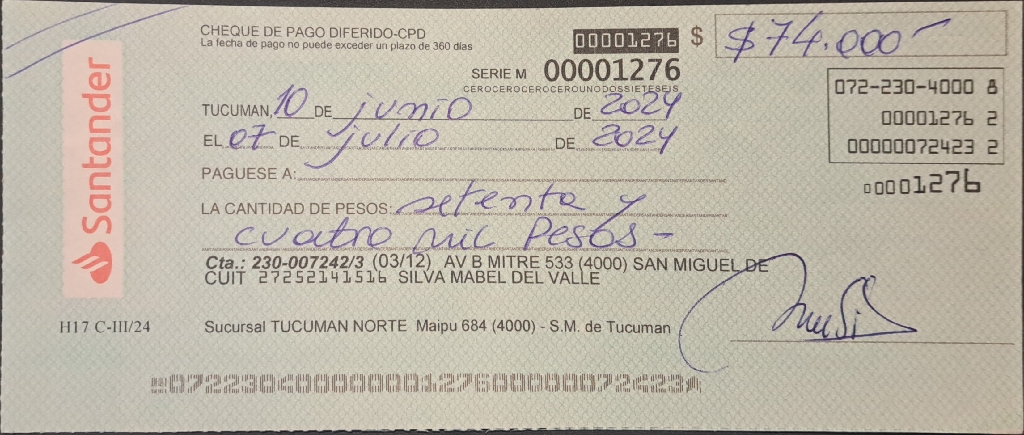 CHEQUE DE PAGO DIFERIDO-CPD
La fecha de pago no puede exceder un plazo de 360 días
00001276 $ $74.000
SERIE M 00001276
CEROCEROCEROCEROUNODOSSIETESEIS
072-230-4000 8
00001276 2
00000072423 2
00001276
TUCUMAN, 10 DE junio DE 2024
EL 07 DE julio DE 2024
PAGUESE A:
LA CANTIDAD DE PESOS: setenta y
cuatro mil Pesos -
Santander
Cta.: 230-007242/3 (03/12) AV B MITRE 533 (4000) SAN MIGUEL DE
CUIT 27252141516 SILVA MABEL DEL VALLE
H17 C-III/24
Sucursal TUCUMAN NORTE Maipu 684 (4000) - S.M. de Tucuman